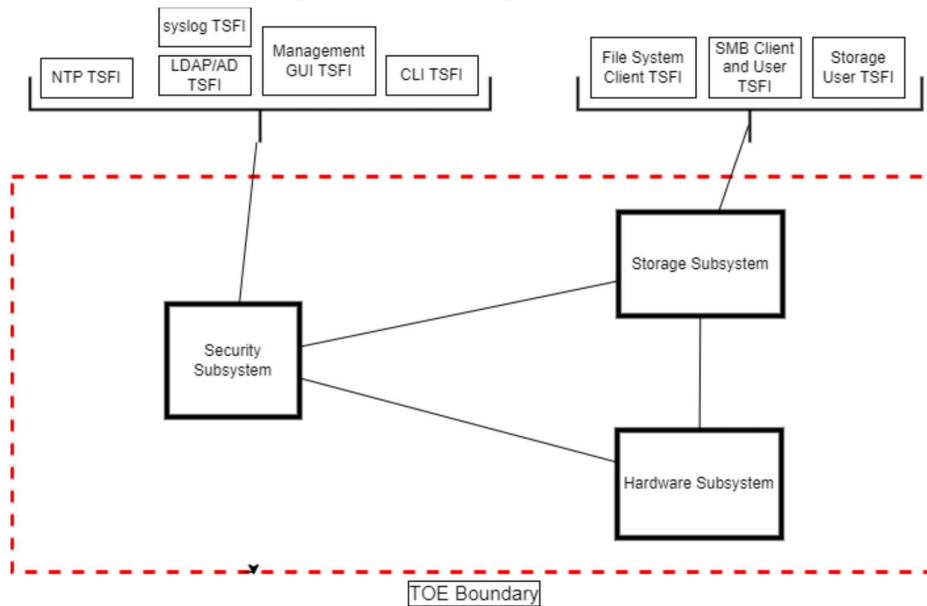 syslog TSFI
NTP TSFI
LDAP/AD
TSFI
Management
GUI TSFI
CLI TSFI
File System
Client TSFI
SMB Client
and User
TSFI
Storage
User TSFI
Storage Subsystem
Security
Subsystem
Hardware Subsystem
TOE Boundary